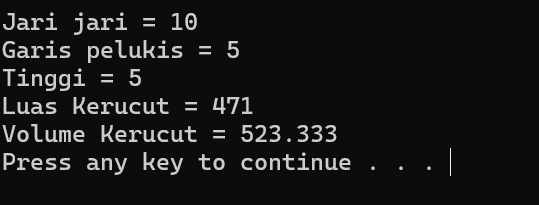 Jari jari = 10
Garis pelukis = 5
Tinggi = 5
Luas Kerucut = 471
Volume Kerucut = 523.333
Press any key to continue . . .